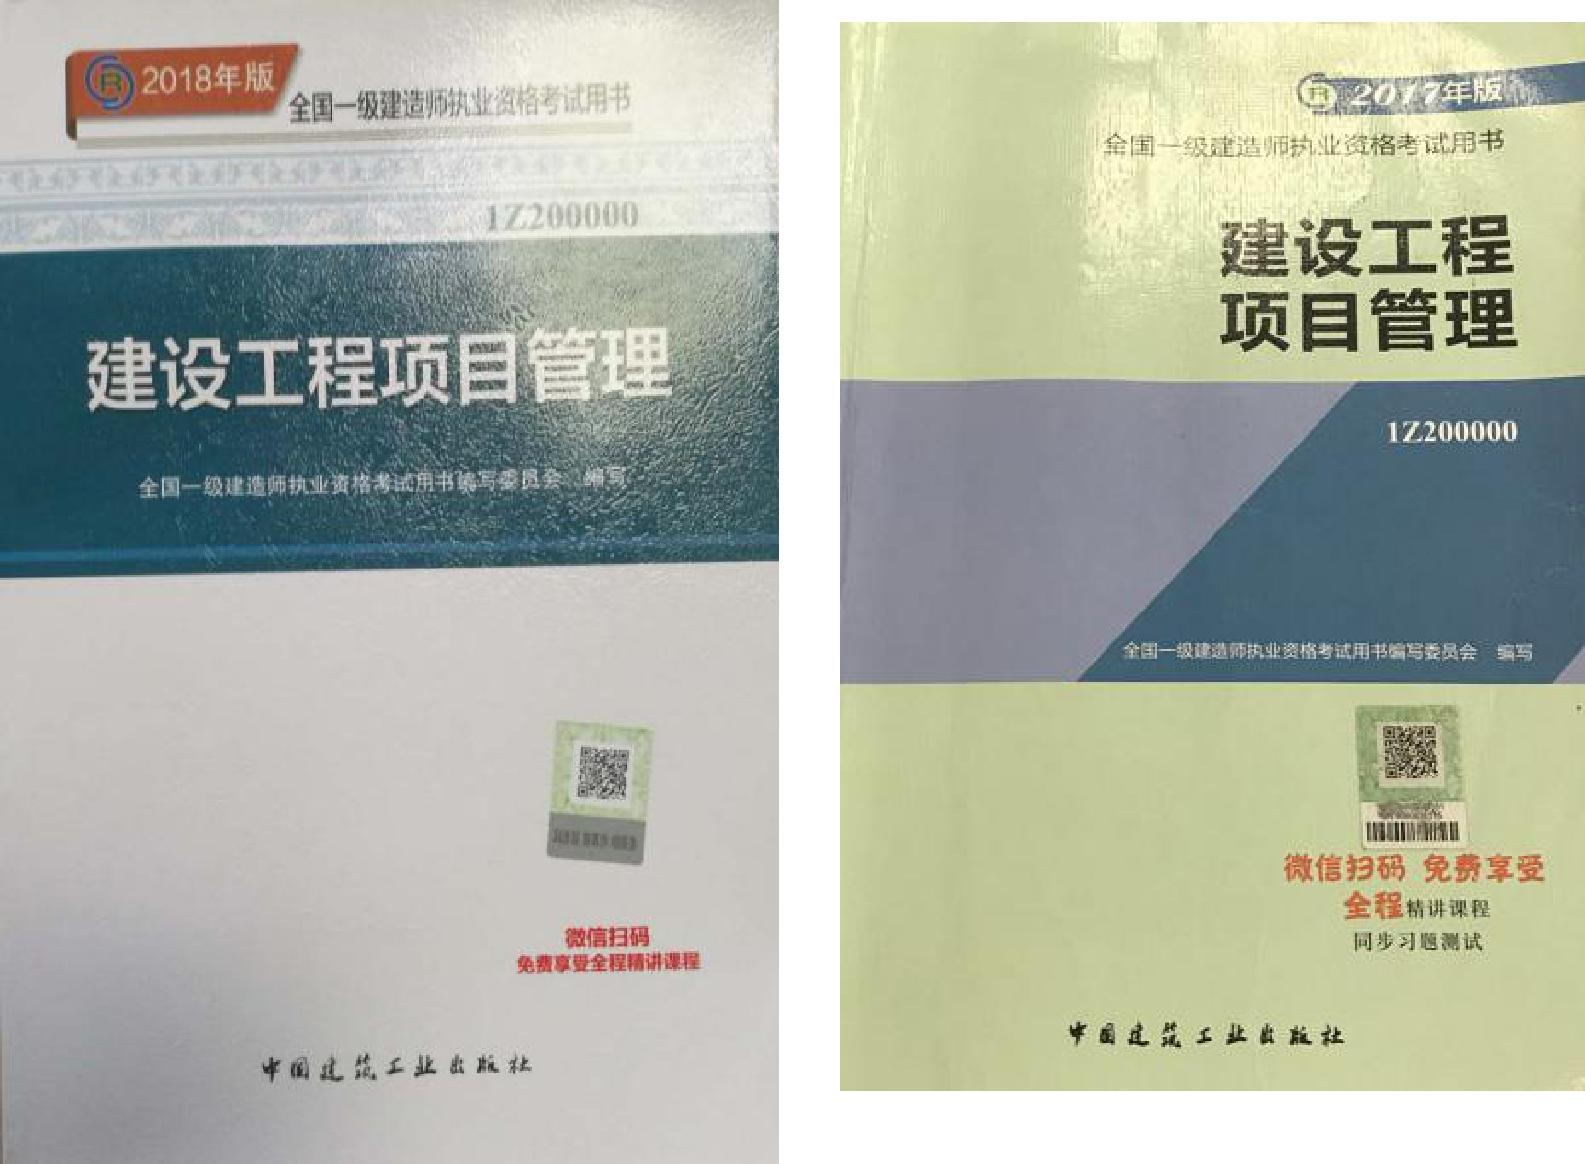 2018年版
全国一级建造师执业资格考试用书
1Z200000
建设工程项目管理
全国一级建造师执业资格考试用书编写委员会 编写
微信扫码
免费享受全程精讲课程
中国建筑工业出版社
2017年版
全国一级建造师执业资格考试用书
建设工程
项目管理
1Z200000
全国一级建造师执业资格考试用书编写委员会 编写
微信扫码 免费享受
全程精讲课程
同步习题测试
中国建筑工业出版社